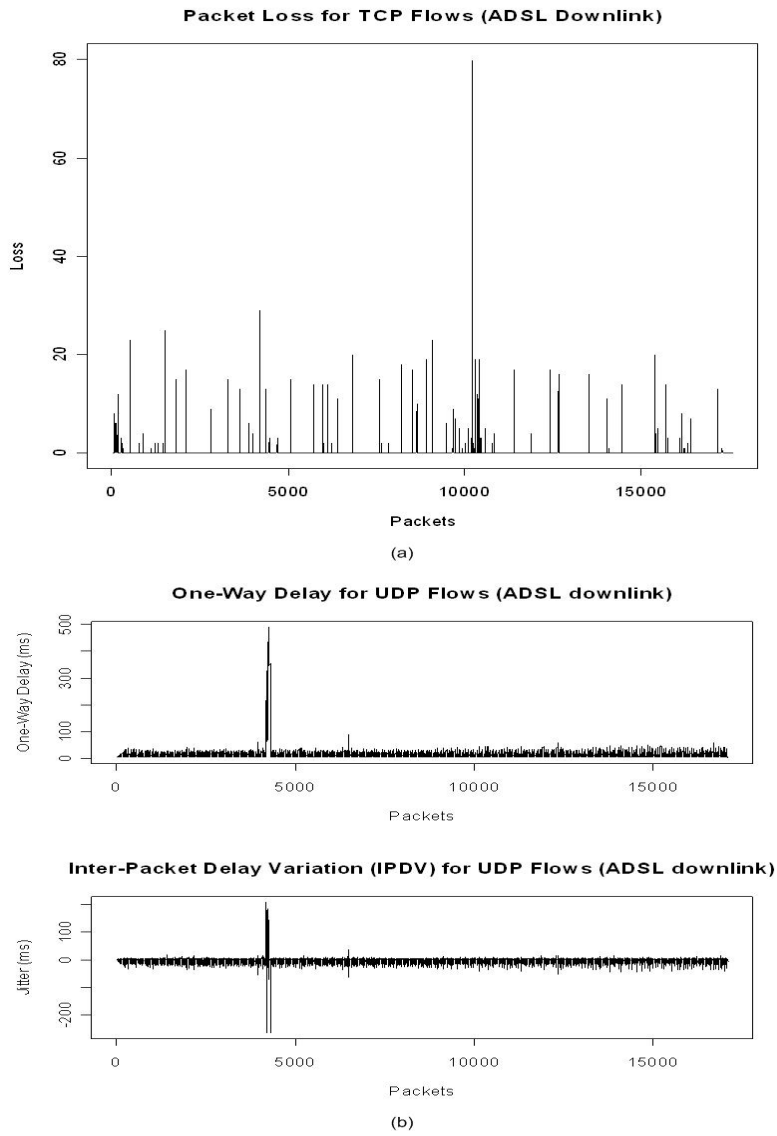 Packet Loss for TCP Flows (ADSL Downlink)
80
60
40
20
0
Loss
0 5000 10000 15000
Packets
(a)
One-Way Delay for UDP Flows (ADSL downlink)
500
300
100
0
One-Way Delay (ms)
0 5000 10000 15000
Packets
Inter-Packet Delay Variation (IPDV) for UDP Flows (ADSL downlink)
100
0
-200
Jitter (ms)
0 5000 10000 15000
Packets
(b)